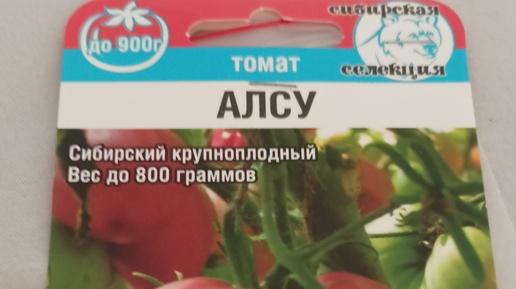 до 900г
сибирская
селекция
томат
АЛСУ
Сибирский крупноплодный
Вес до 800 граммов